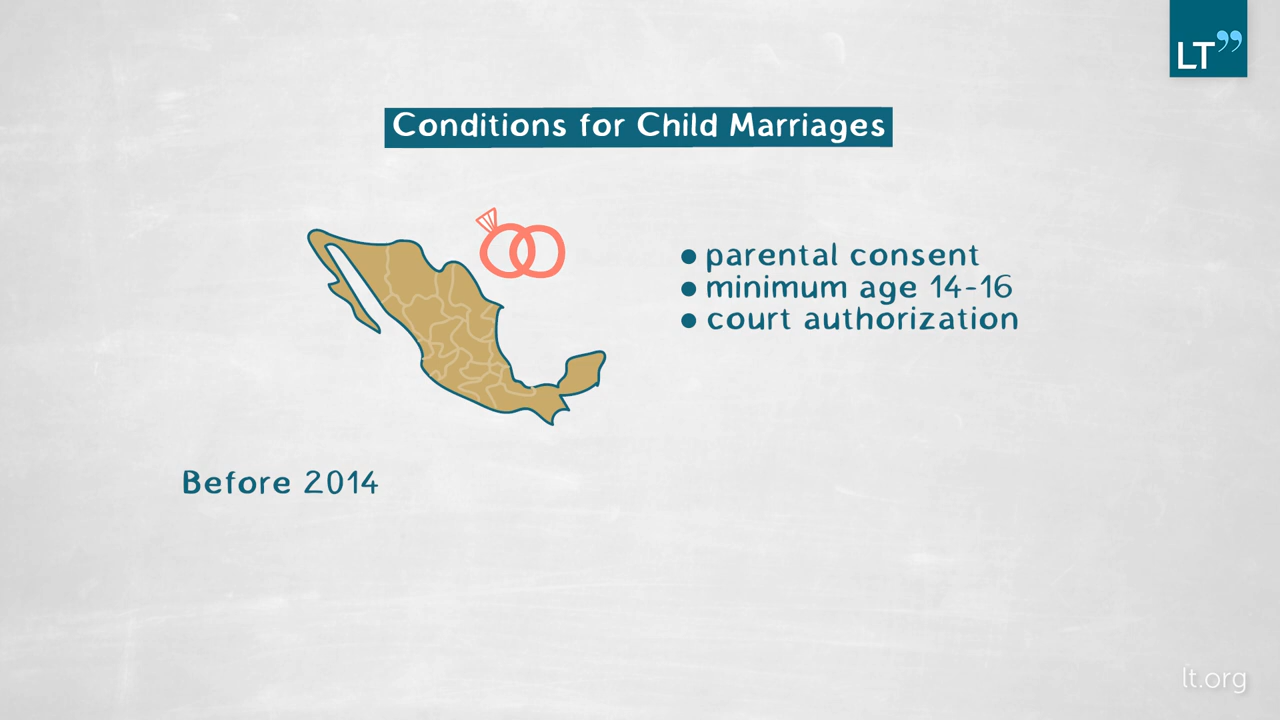 LT”
Conditions for Child Marriages
● parental consent
● minimum age 14-16
● court authorization
Before 2014
lt.org